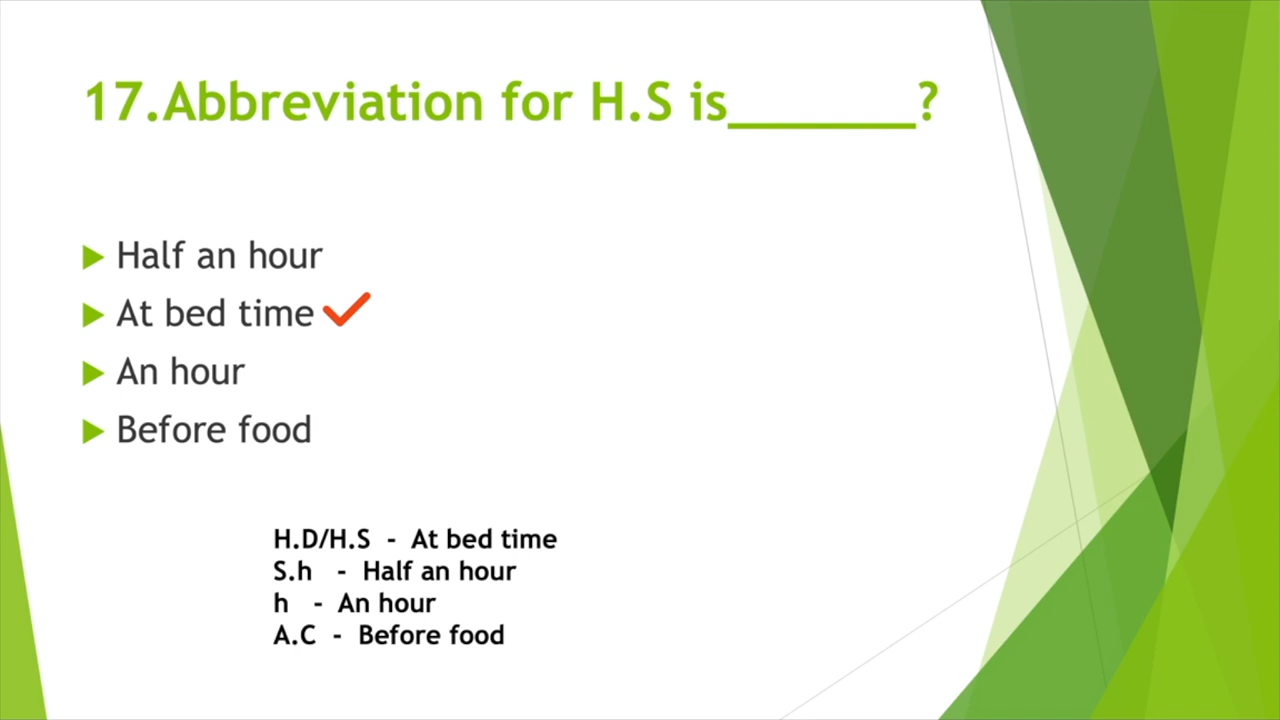 17.Abbreviation for H.S is_______?
Half an hour
At bed time
An hour
Before food
H.D/H.S - At bed time
S.h - Half an hour
h - An hour
A.C - Before food